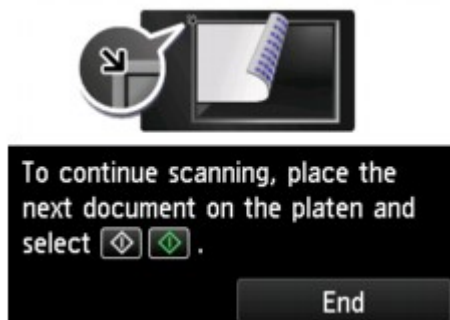 To continue scanning, place the
next document on the platen and
select .
End